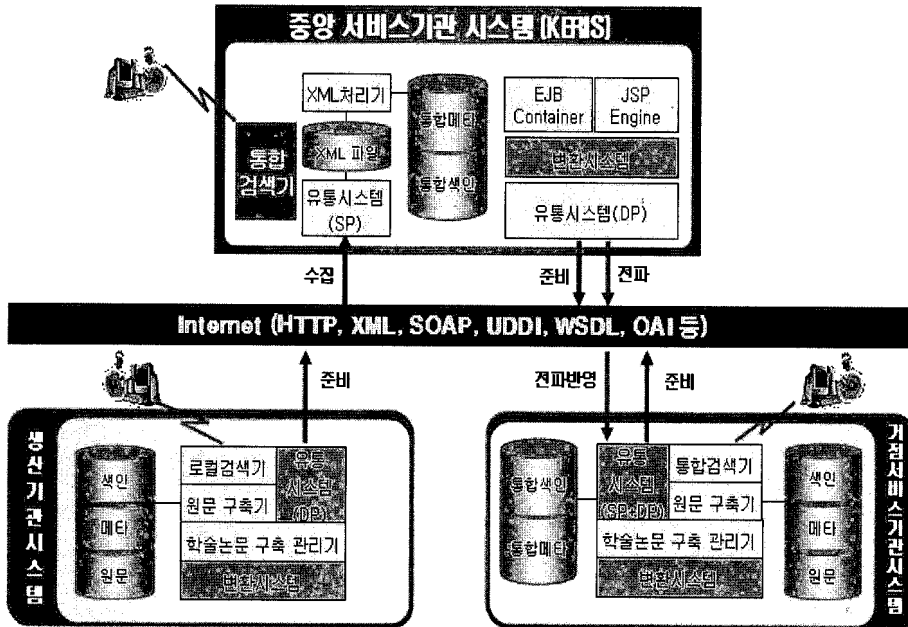 중앙 서비스기관 시스템 (KERIS)
통합
검색기
XML처리기
XML 파일
유통시스템
(SP)
통합메타
통합색인
EJB
Container
JSP
Engine
변환시스템
유통시스템(DP)
수집
준비
전파
Internet (HTTP, XML, SOAP, UDDI, WSDL, OAI 등)
준비
전파반영
준비
생산기관시스템
색인
메타
원문
로컬검색기
원문 구축기
유통
시스템
(DP)
학술논문 구축 관리기
변환시스템
통합색인
통합메타
유통
시스템
(SP+DP)
통합검색기
원문 구축기
학술논문 구축 관리기
변환시스템
색인
메타
원문
거점서비스기관시스템